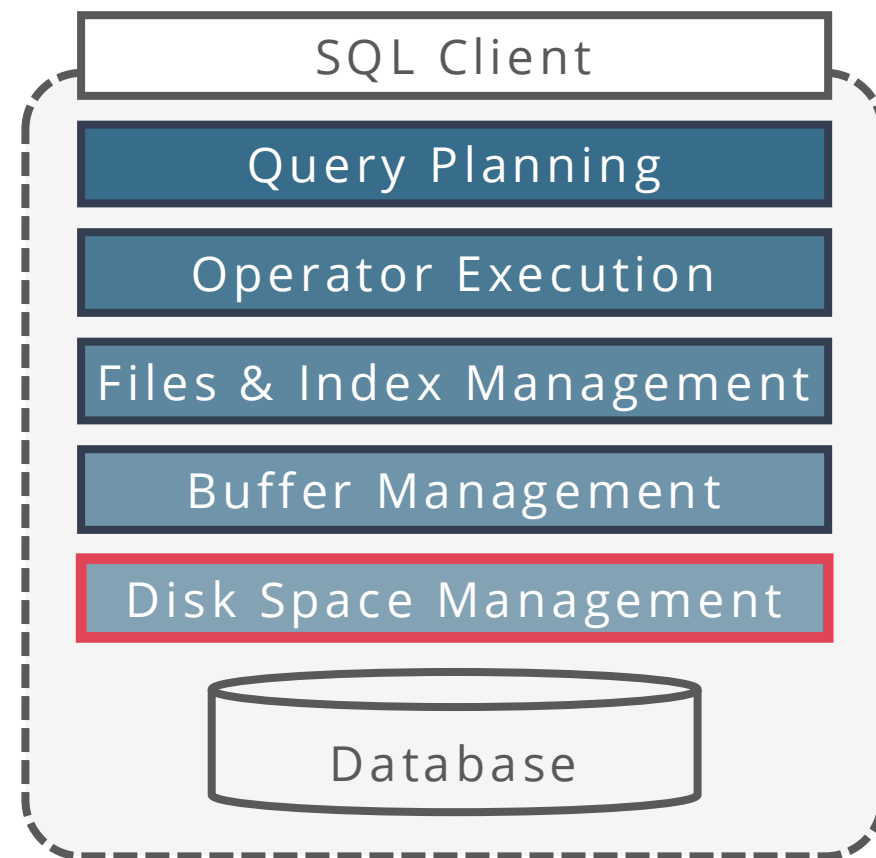 SQL Client
Query Planning
Operator Execution
Files & Index Management
Buffer Management
Disk Space Management
Database